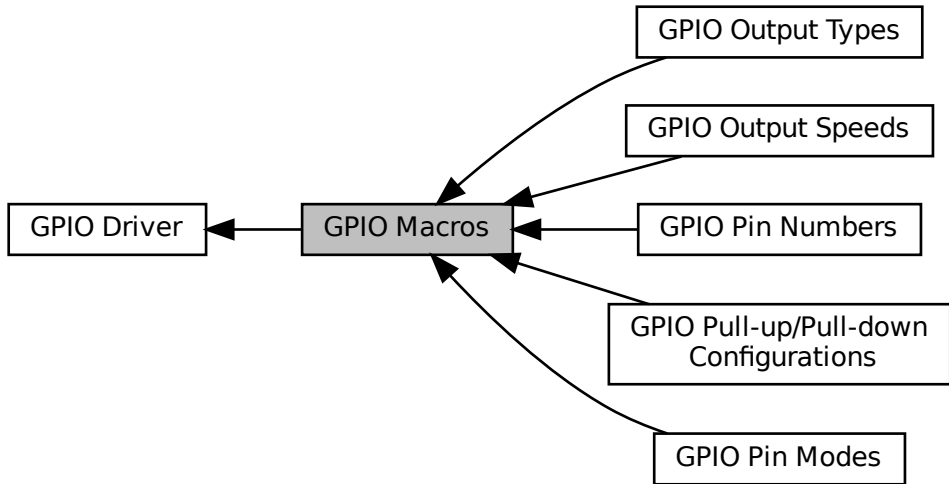 GPIO Output Types
GPIO Output Speeds
GPIO Driver
GPIO Macros
GPIO Pin Numbers
GPIO Pull-up/Pull-down
Configurations
GPIO Pin Modes